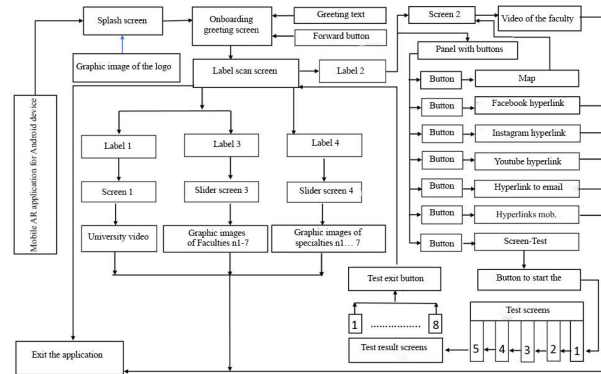 Splash screen
Onboarding
greeting screen
Greeting text
Forward button
Screen 2
Video of the faculty
Graphic image of the logo
Label scan screen
Label 2
Panel with buttons
Button
Map
Button
Facebook hyperlink
Button
Instagram hyperlink
Button
Youtube hyperlink
Button
Hyperlink to email
Button
Hyperlinks mob.
Button
Screen-Test
Mobile AR application for Android device
Label 1
Label 3
Label 4
Screen 1
Slider screen 3
Slider screen 4
University video
Graphic images
of Faculties n1-7
Graphic images of
specialties n1... 7
Test exit button
Button to start the
1 ................. 8
Test screens
5 4 3 2 1
Test result screens
Exit the application